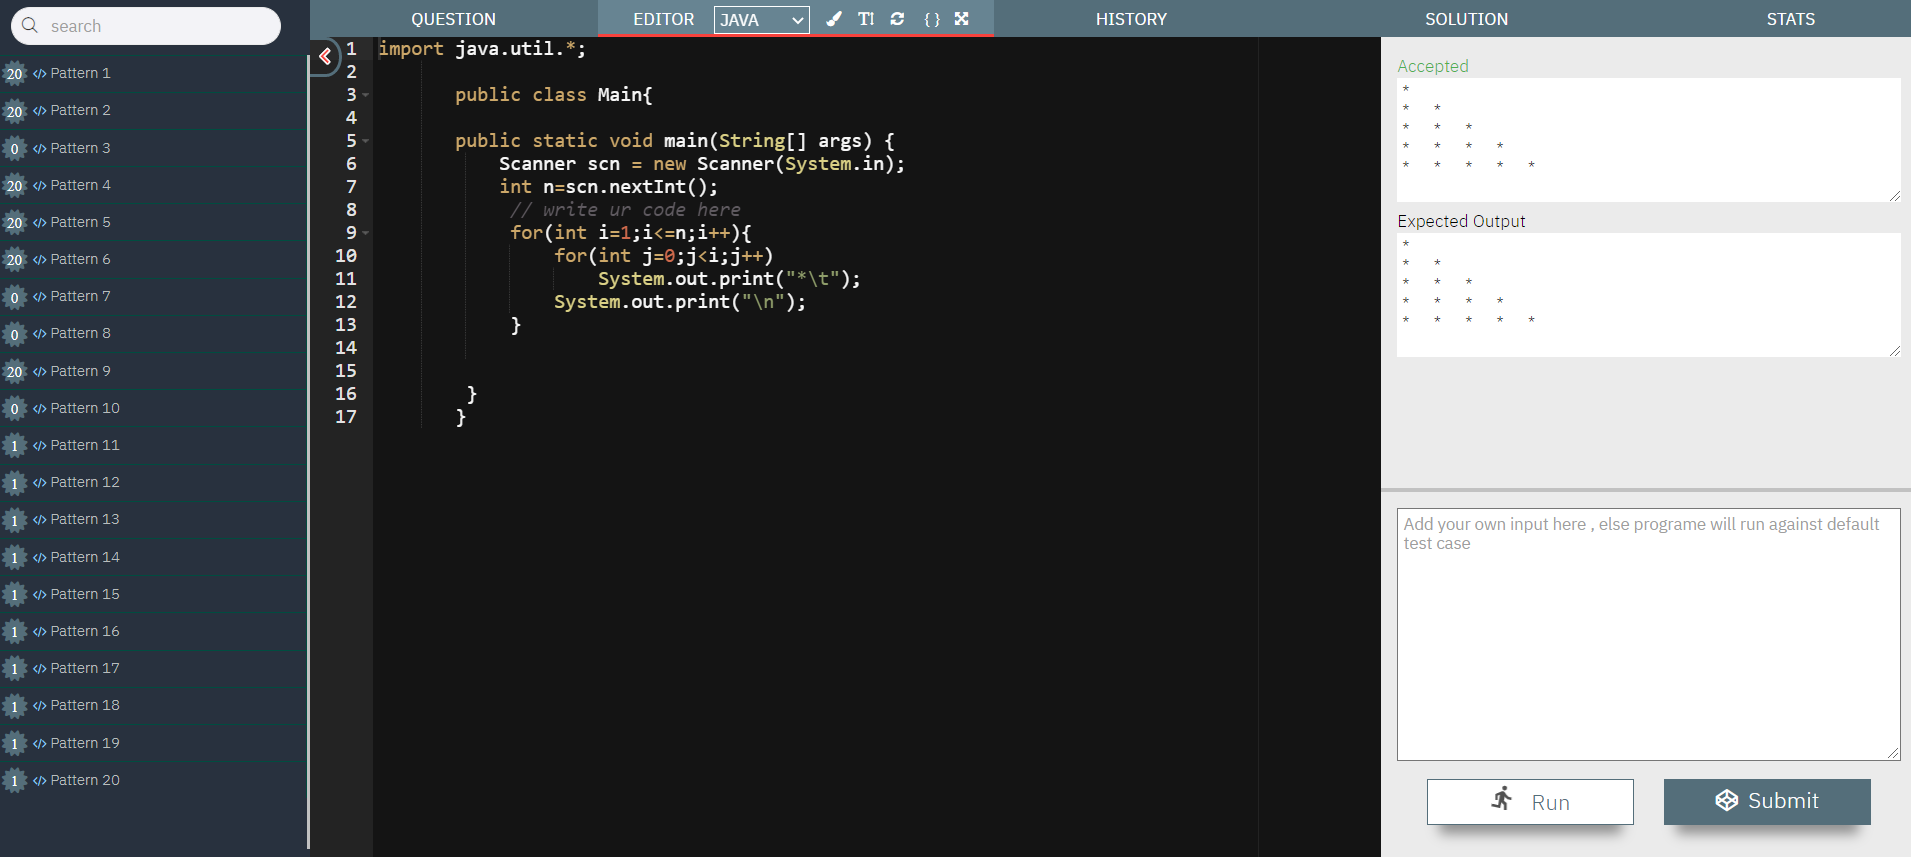 search
20 </> Pattern 1
20 </> Pattern 2
0 </> Pattern 3
20 </> Pattern 4
20 </> Pattern 5
20 </> Pattern 6
0 </> Pattern 7
0 </> Pattern 8
20 </> Pattern 9
0 </> Pattern 10
1 </> Pattern 11
1 </> Pattern 12
1 </> Pattern 13
1 </> Pattern 14
1 </> Pattern 15
1 </> Pattern 16
1 </> Pattern 17
1 </> Pattern 18
1 </> Pattern 19
1 </> Pattern 20
QUESTION EDITOR JAVA T {} HISTORY SOLUTION STATS
1 import java.util.*;
2
3 public class Main{
4
5 public static void main(String[] args) {
6 Scanner scn = new Scanner(System.in);
7 int n=scn.nextInt();
8 // write ur code here
9 for(int i=1;i<=n;i++){
10 for(int j=0;j<i;j++)
11 System.out.print("*\t");
12 System.out.print("\n");
13 }
14
15
16 }
17 }
Accepted
*
* *
* * *
* * * *
* * * * *
Expected Output
*
* *
* * *
* * * *
* * * * *
Add your own input here , else programe will run against default
test case
Run
Submit